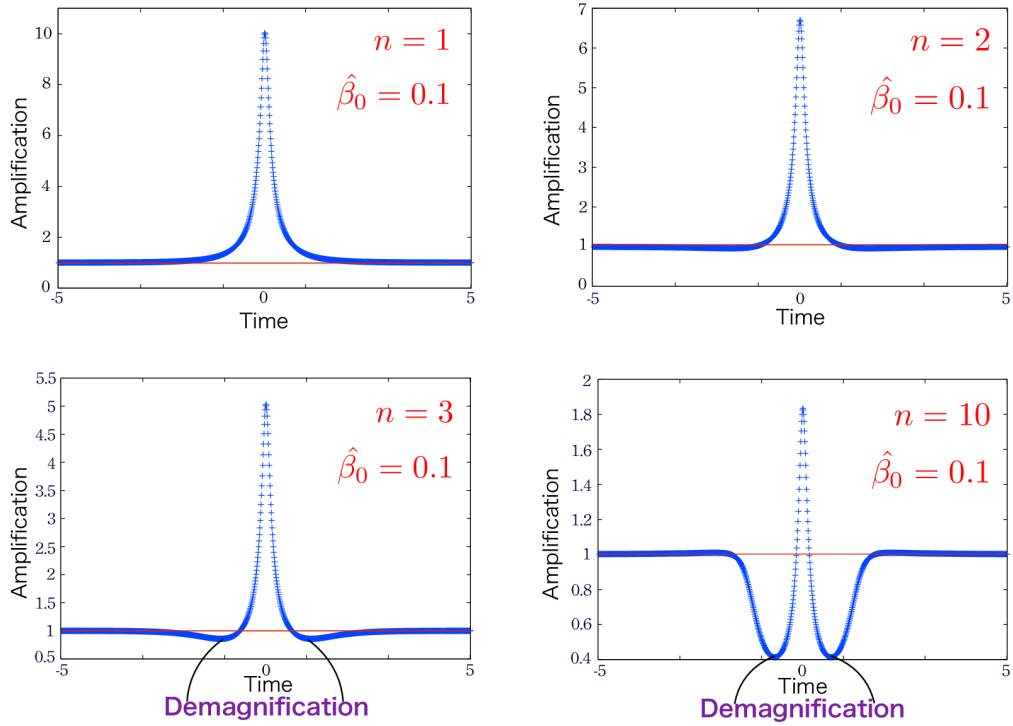 10
8
6
4
2
0
-5
0
5
Amplification
Time
n = 1
β̂₀ = 0.1
7
6
5
4
3
2
1
0
-5
0
5
Amplification
Time
n = 2
β̂₀ = 0.1
5.5
5
4.5
4
3.5
3
2.5
2
1.5
1
0.5
-5
0
5
Amplification
Time
n = 3
β̂₀ = 0.1
Demagnification
2
1.8
1.6
1.4
1.2
1
0.8
0.6
0.4
-5
0
5
Amplification
Time
n = 10
β̂₀ = 0.1
Demagnification